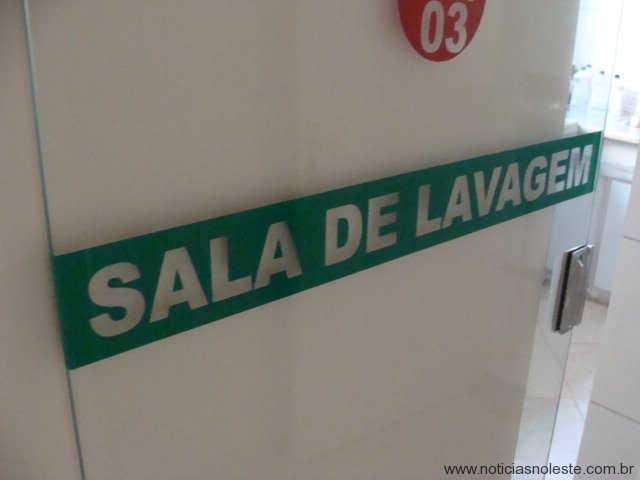 03
SALA DE LAVAGEM
www.noticiasnoleste.com.br